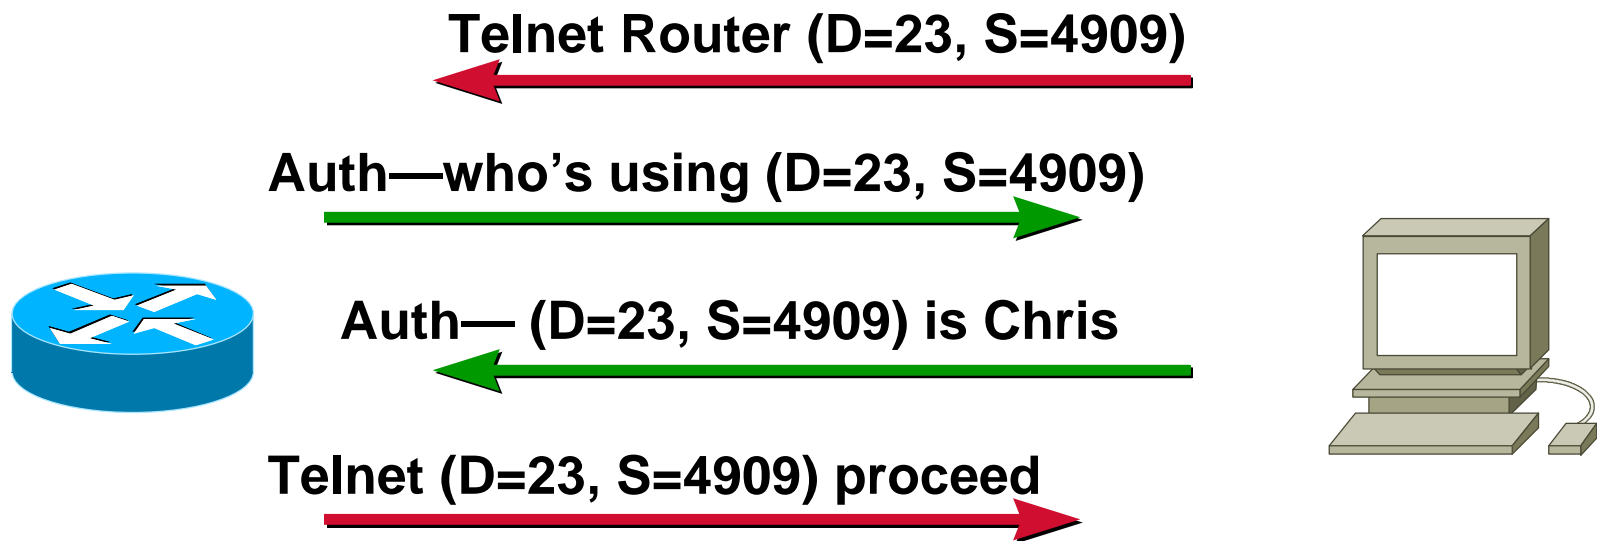 Telnet Router (D=23, S=4909)
Auth—who’s using (D=23, S=4909)
Auth— (D=23, S=4909) is Chris
Telnet (D=23, S=4909) proceed